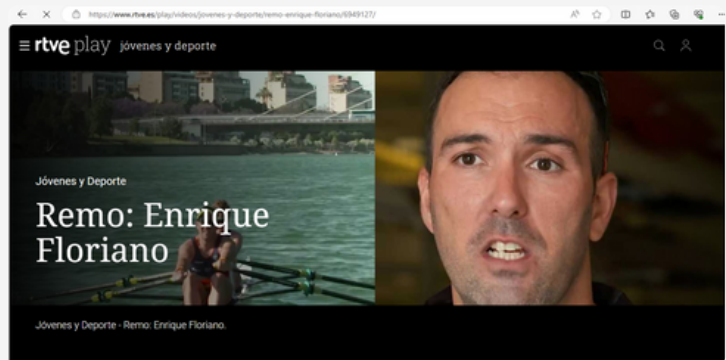 https://www.rtve.es/play/videos/jovenes-y-deporte/remo-enrique-floriano/6949127/
rtve play jóvenes y deporte
Jóvenes y Deporte
Remo: Enrique
Floriano
Jóvenes y Deporte - Remo: Enrique Floriano.